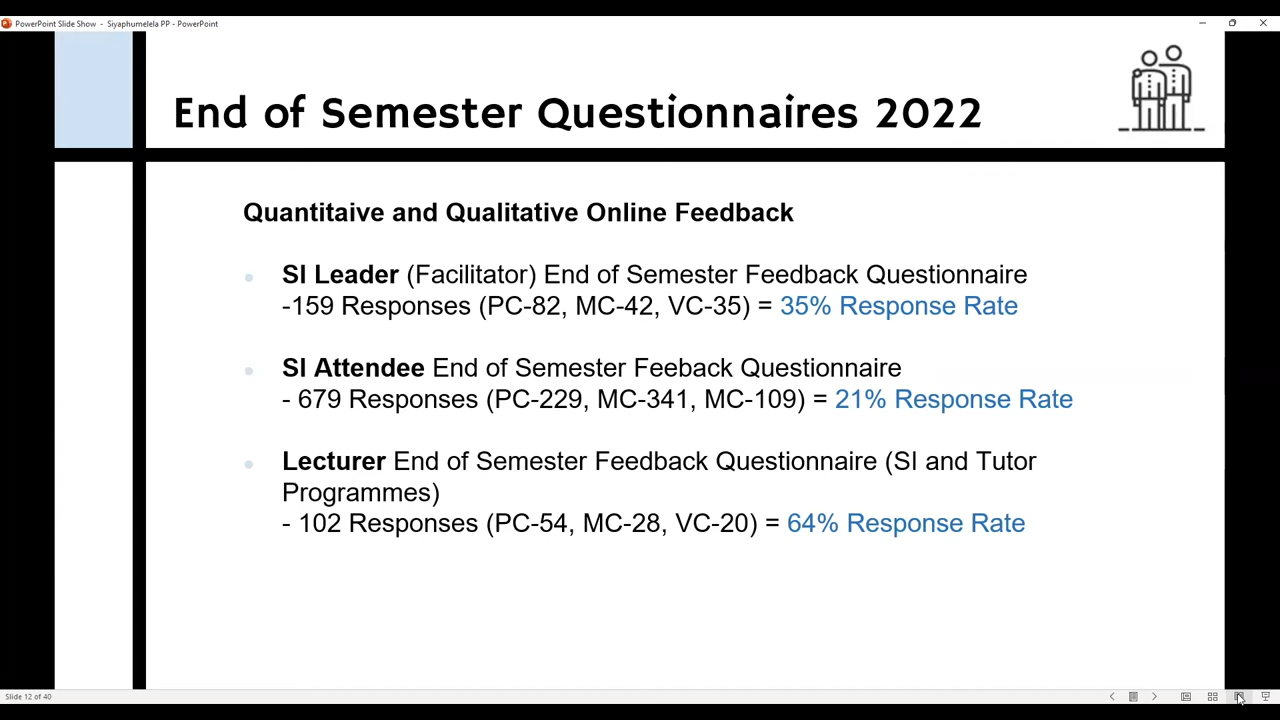 PowerPoint Slide Show - Siyaphumelela PP - PowerPoint
End of Semester Questionnaires 2022
Quantitaive and Qualitative Online Feedback
SI Leader (Facilitator) End of Semester Feedback Questionnaire
-159 Responses (PC-82, MC-42, VC-35) = 35% Response Rate
SI Attendee End of Semester Feeback Questionnaire
- 679 Responses (PC-229, MC-341, MC-109) = 21% Response Rate
Lecturer End of Semester Feedback Questionnaire (SI and Tutor
Programmes)
- 102 Responses (PC-54, MC-28, VC-20) = 64% Response Rate
Slide 12 of 40